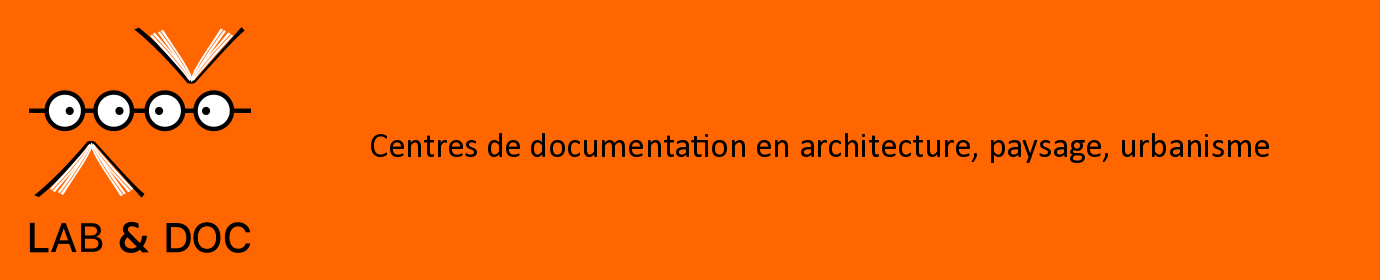 Centres de documentation en architecture, paysage, urbanisme
LAB & DOC